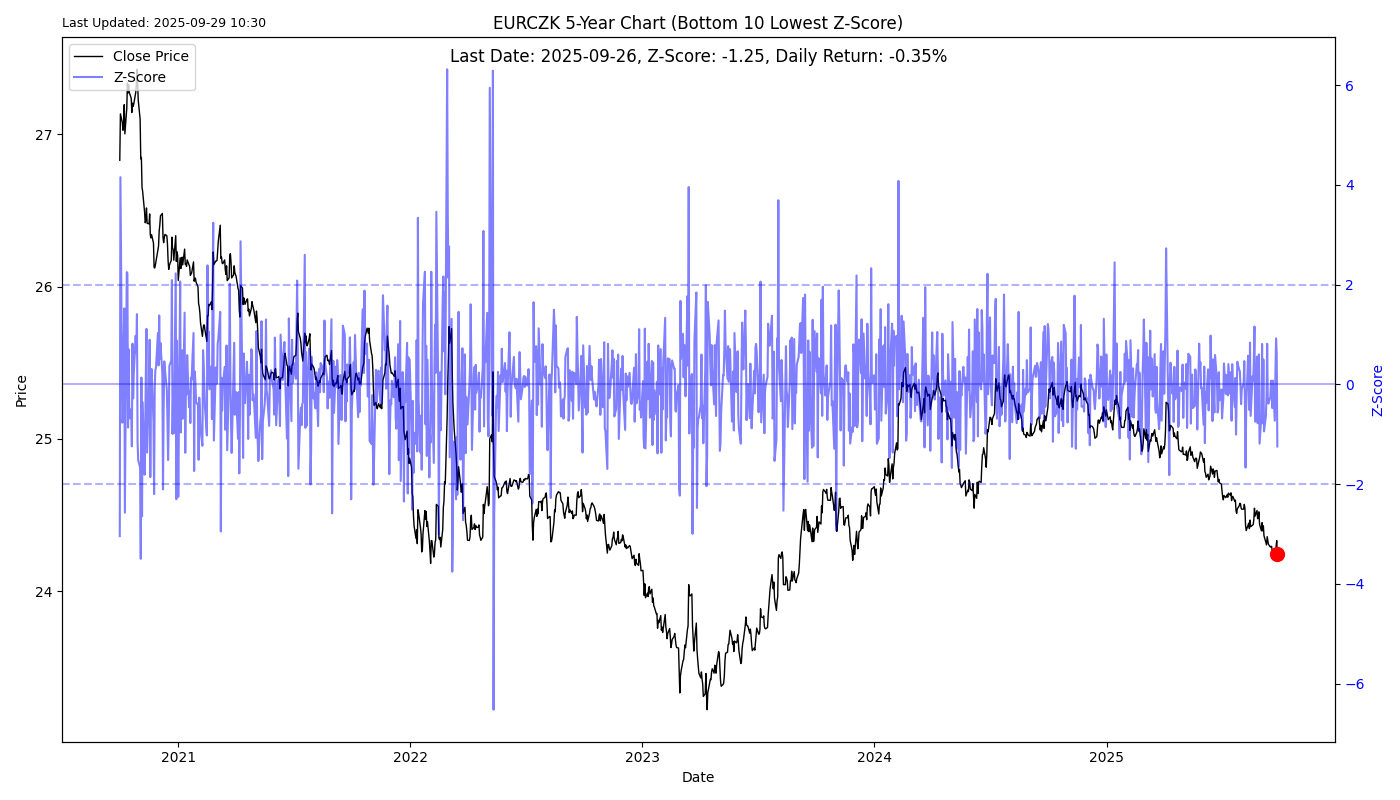 Last Updated: 2025-09-29 10:30
EURCZK 5-Year Chart (Bottom 10 Lowest Z-Score)
Last Date: 2025-09-26, Z-Score: -1.25, Daily Return: -0.35%
Close Price
Z-Score
27
26
25
24
Price
6
4
2
0
−2
−4
−6
Z-Score
2021
2022
2023
2024
2025
Date